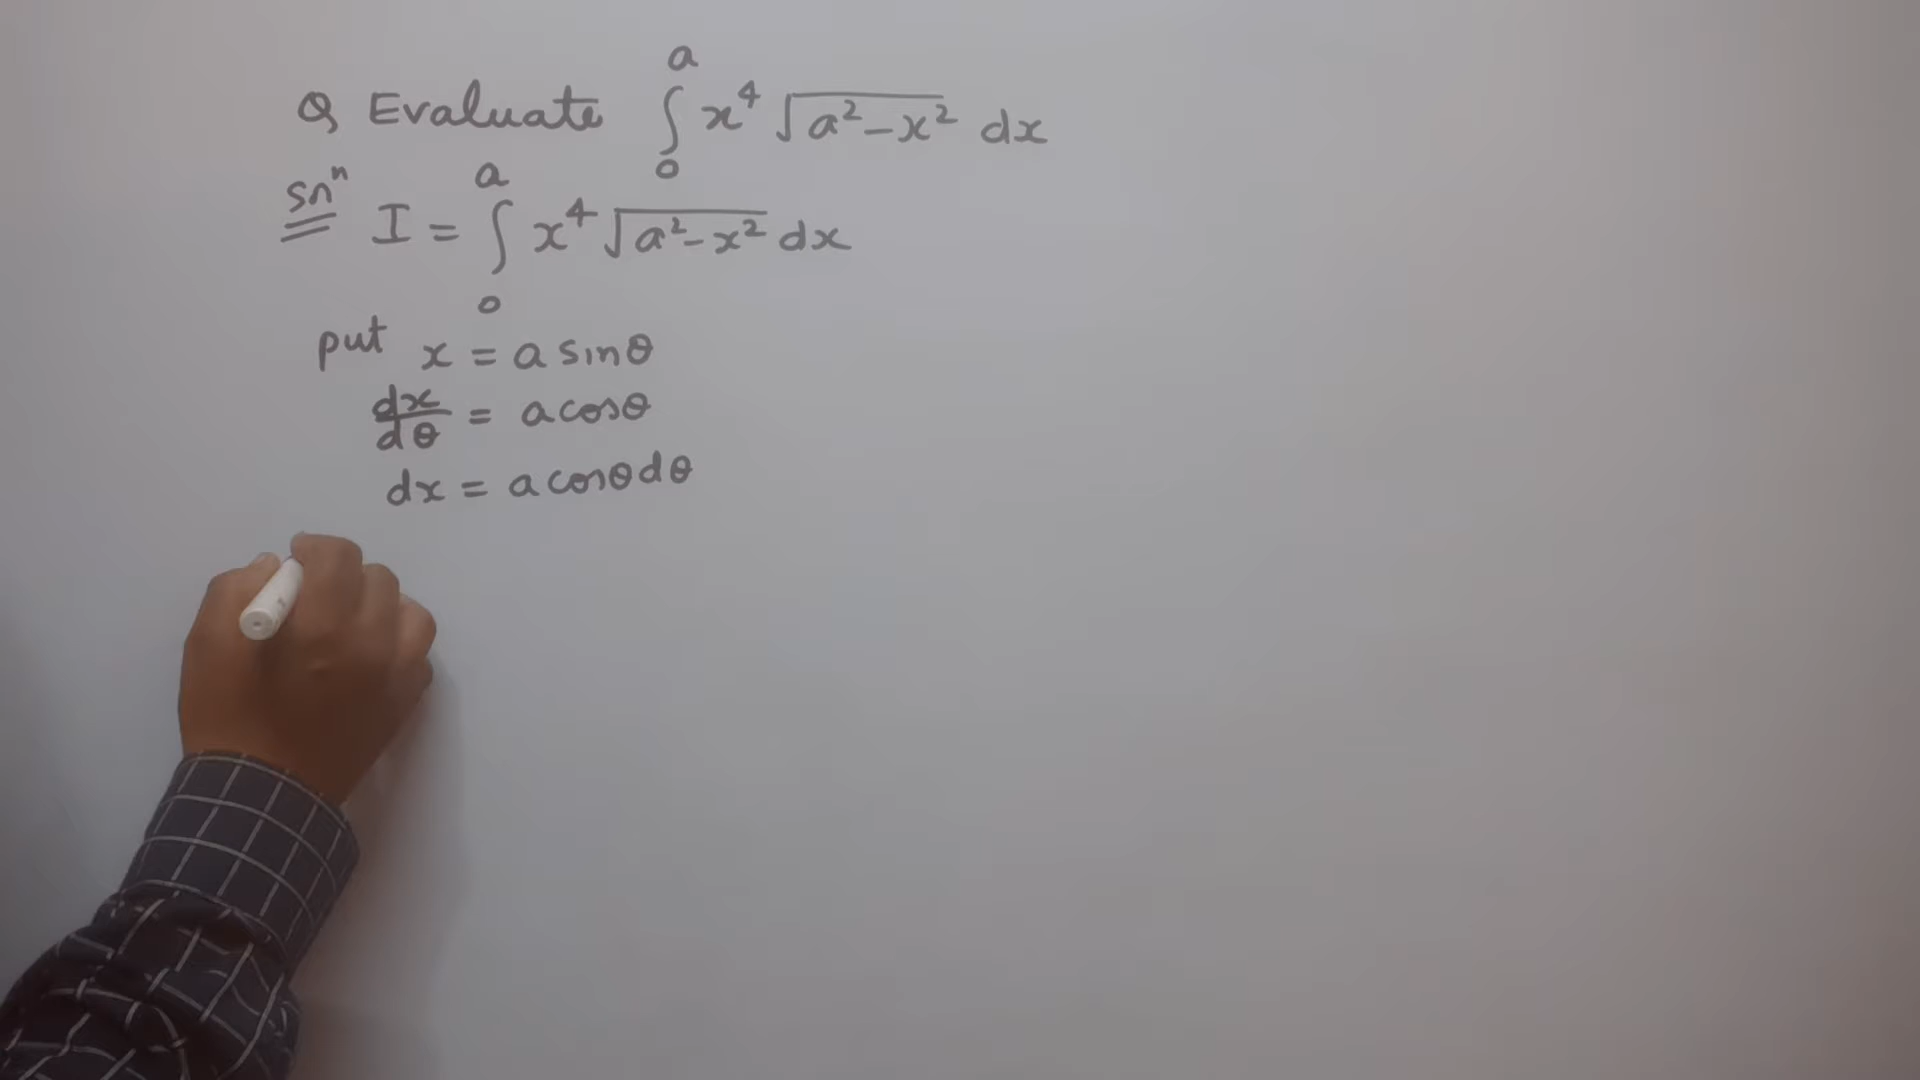 Q Evaluate ∫₀ᵃ x⁴ √(a²-x²) dx
Solⁿ I = ∫₀ᵃ x⁴ √(a²-x²) dx
put x = a sinθ
dx/dθ = a cosθ
dx = a cosθ dθ